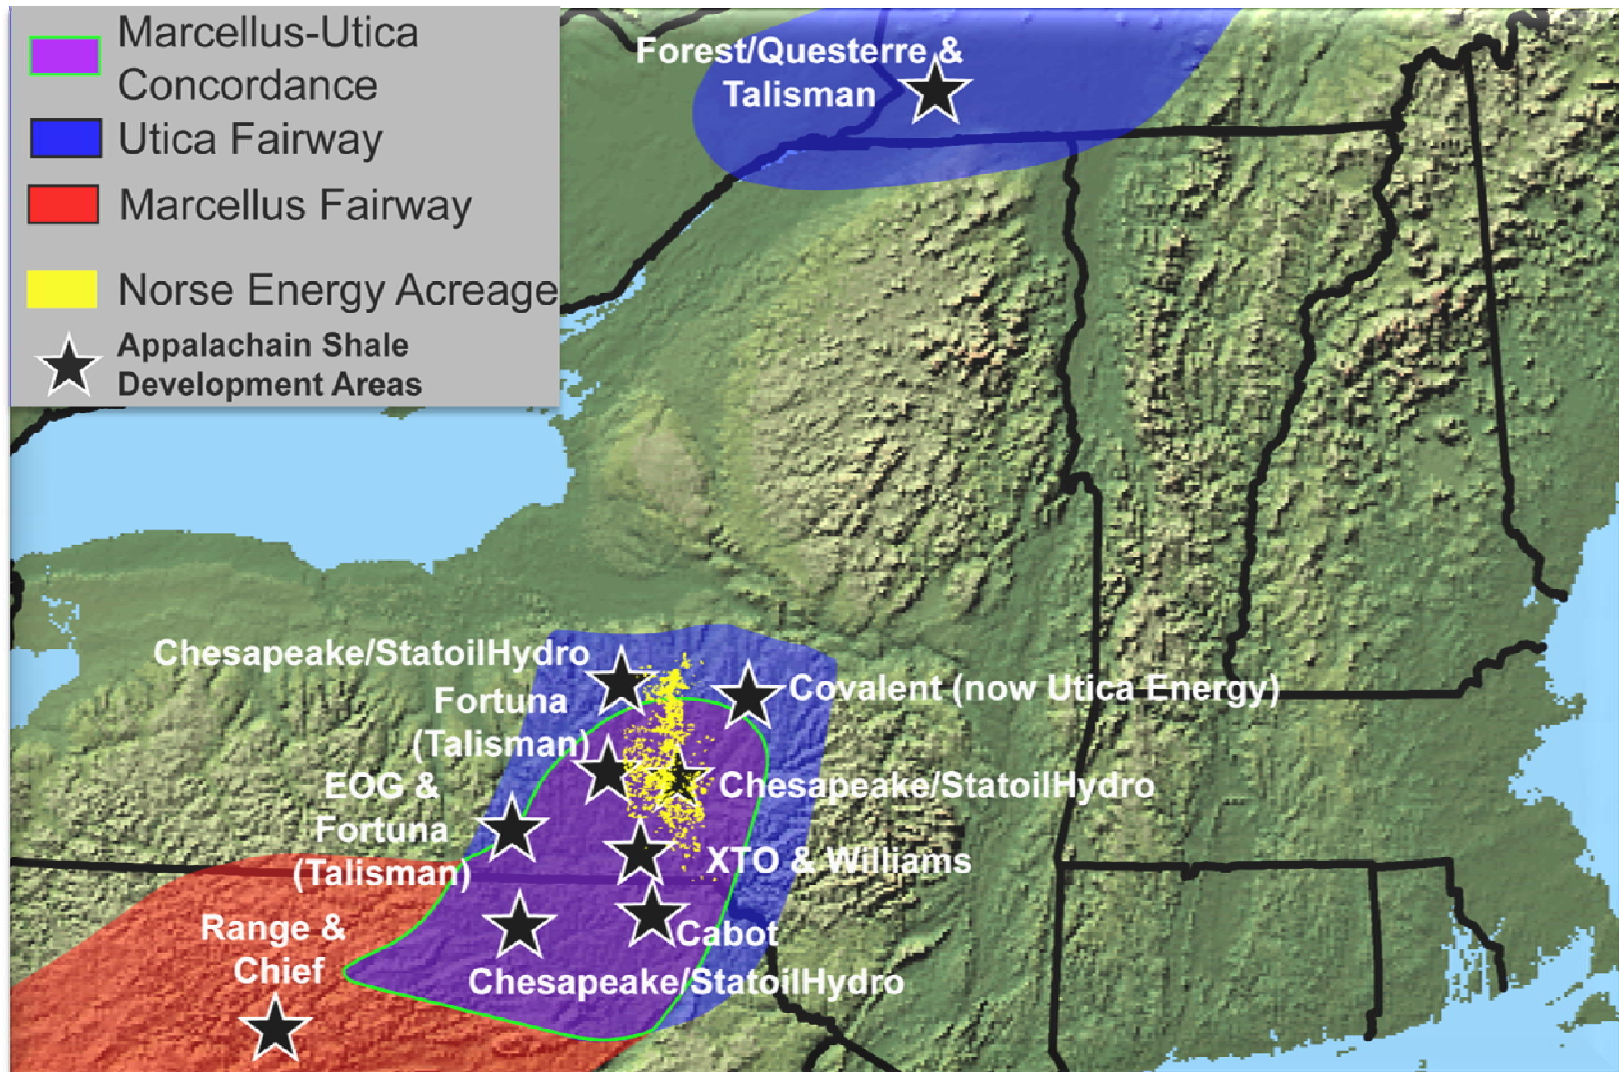 Marcellus-Utica
Concordance
Utica Fairway
Marcellus Fairway
Norse Energy Acreage
Appalachain Shale
Development Areas
Forest/Questerre &
Talisman
Chesapeake/StatoilHydro
Fortuna
(Talisman)
Covalent (now Utica Energy)
EOG &
Fortuna
(Talisman)
Chesapeake/StatoilHydro
XTO & Williams
Range &
Chief
Cabot
Chesapeake/StatoilHydro